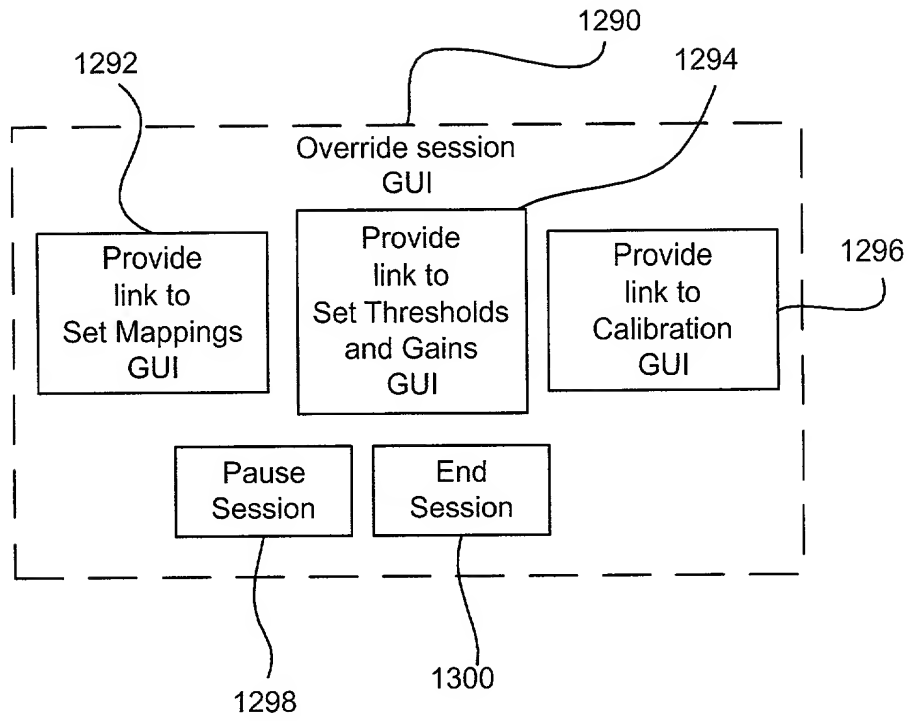 1290
1292
1294
Override session
GUI
Provide
link to
Set Mappings
GUI
Provide
link to
Set Thresholds
and Gains
GUI
Provide
link to
Calibration
GUI
1296
Pause
Session
End
Session
1298
1300